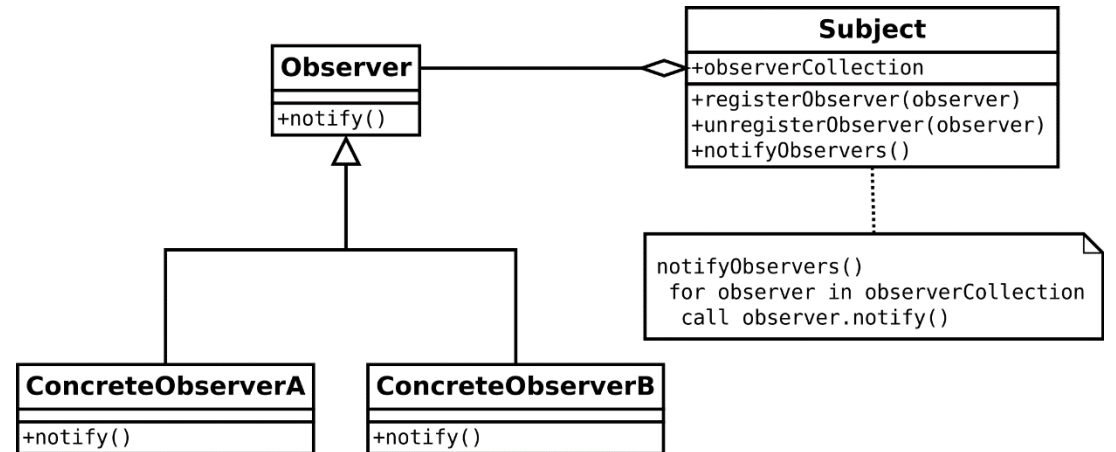 Observer
+notify()
Subject
+observerCollection
+registerObserver(observer)
+unregisterObserver(observer)
+notifyObservers()
notifyObservers()
for observer in observerCollection
call observer.notify()
ConcreteObserverA
+notify()
ConcreteObserverB
+notify()